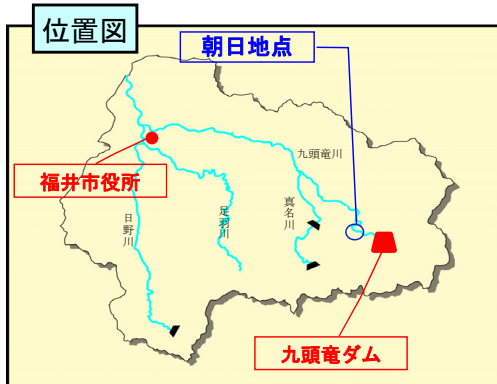 位置図
朝日地点
九頭竜川
福井市役所
日野川
足羽川
真名川
九頭竜ダム